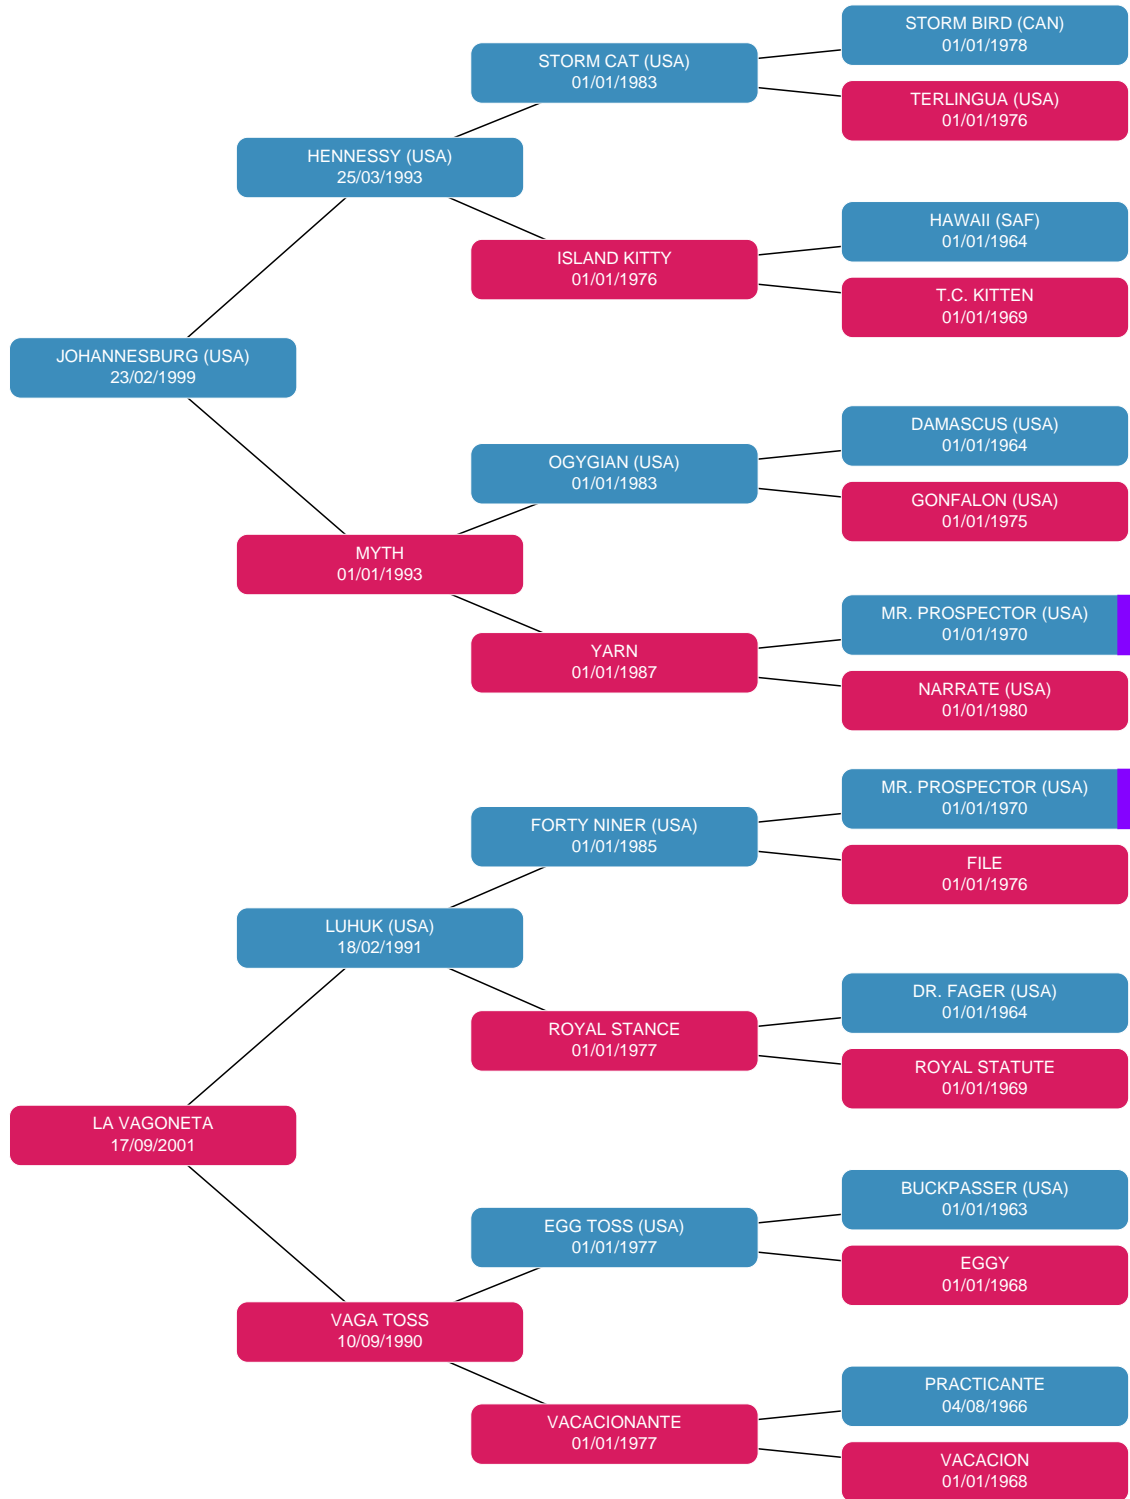 STORM BIRD (CAN)
01/01/1978
STORM CAT (USA)
01/01/1983
TERLINGUA (USA)
01/01/1976
HENNESSY (USA)
25/03/1993
HAWAII (SAF)
01/01/1964
ISLAND KITTY
01/01/1976
T.C. KITTEN
01/01/1969
JOHANNESBURG (USA)
23/02/1999
DAMASCUS (USA)
01/01/1964
OGYGIAN (USA)
01/01/1983
GONFALON (USA)
01/01/1975
MYTH
01/01/1993
MR. PROSPECTOR (USA)
01/01/1970
YARN
01/01/1987
NARRATE (USA)
01/01/1980
MR. PROSPECTOR (USA)
01/01/1970
FORTY NINER (USA)
01/01/1985
FILE
01/01/1976
LUHUK (USA)
18/02/1991
DR. FAGER (USA)
01/01/1964
ROYAL STANCE
01/01/1977
ROYAL STATUTE
01/01/1969
LA VAGONETA
17/09/2001
BUCKPASSER (USA)
01/01/1963
EGG TOSS (USA)
01/01/1977
EGGY
01/01/1968
VAGA TOSS
10/09/1990
PRACTICANTE
04/08/1966
VACACIONANTE
01/01/1977
VACACION
01/01/1968